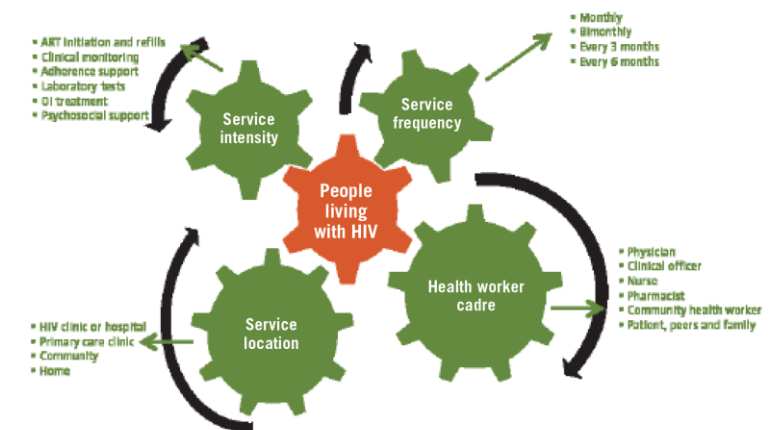 ▪ ART initiation and refills
▪ Clinical monitoring
▪ Adherence support
▪ Laboratory tests
▪ OI treatment
▪ Psychosocial support
Service
intensity
Service
frequency
▪ Monthly
▪ Bimonthly
▪ Every 3 months
▪ Every 6 months
People
living
with HIV
Health worker
cadre
▪ Physician
▪ Clinical officer
▪ Nurse
▪ Pharmacist
▪ Community health worker
▪ Patient, peers and family
Service
location
▪ HIV clinic or hospital
▪ Primary care clinic
▪ Community
▪ Home